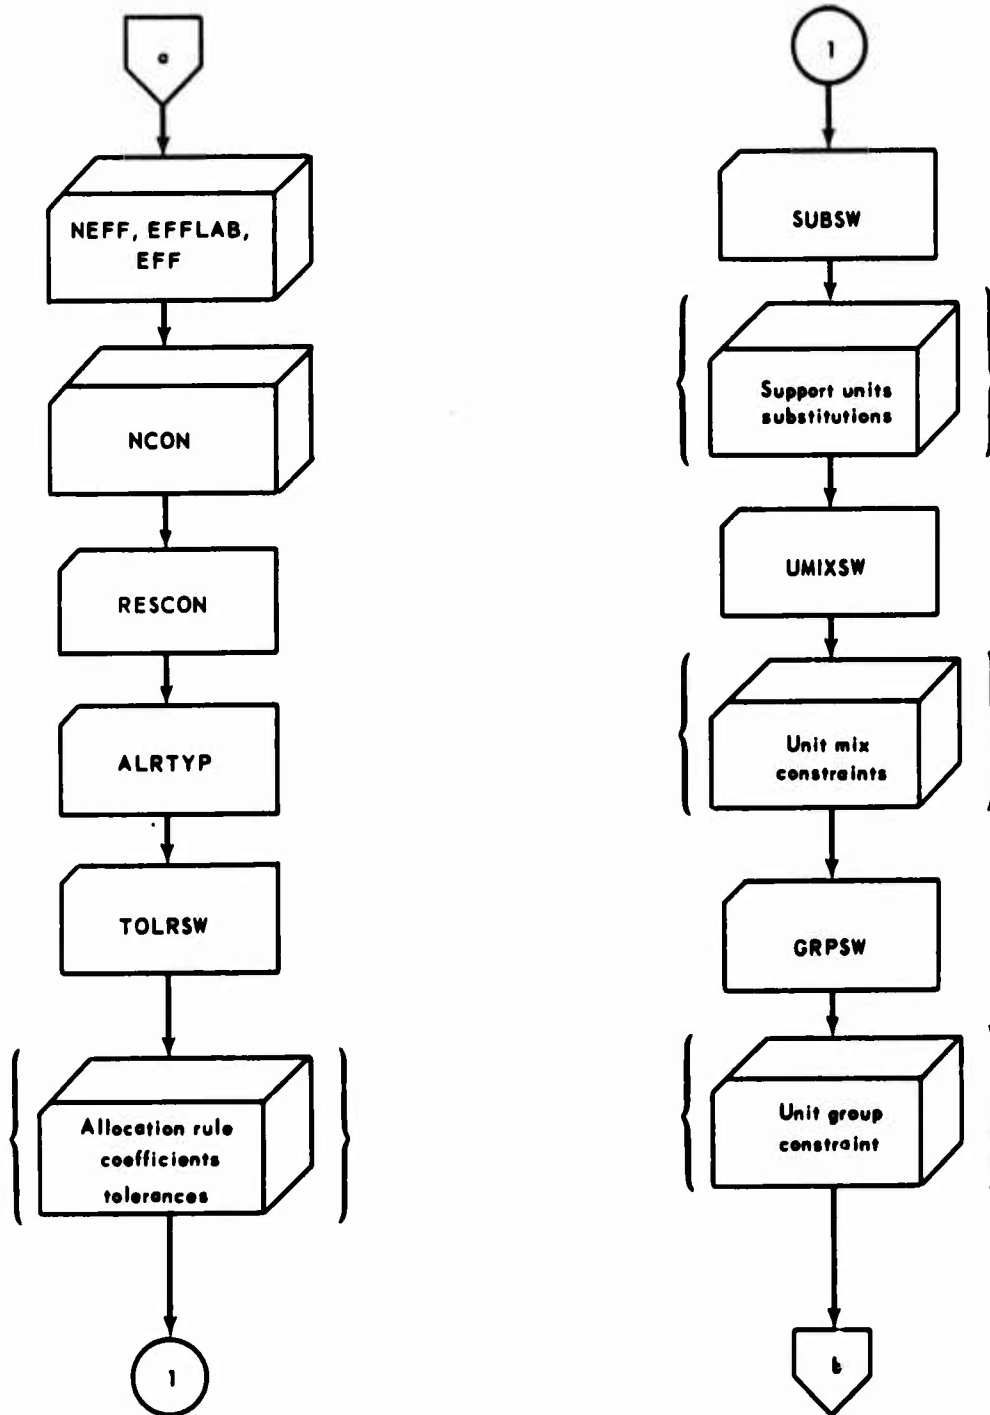 a
NEFF, EFFLAB,
EFF
NCON
RESCON
ALRTYP
TOLRSW
Allocation rule
coefficients
tolerances
1
1
SUBSW
Support units
substitutions
UMIXSW
Unit mix
constraints
GRPSW
Unit group
constraint
b